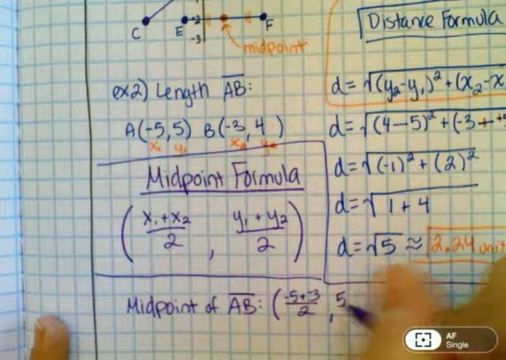 -2
-3
C
E
F
midpoint
ex2) Length AB:
A(-5,5) B(-3,4)
x₁ y₁ x₂ y₂
Midpoint Formula
(x₁+x₂/2, y₁+y₂/2)
Midpoint of AB: (-5+-3/2, 5
Distance Formula
d=√(y₂-y₁)²+(x₂-x
d=√(4-5)²+(-3-+
d=√(-1)²+(2)²
d=√1+4
d=√5≈2.24 unit
AF
Single